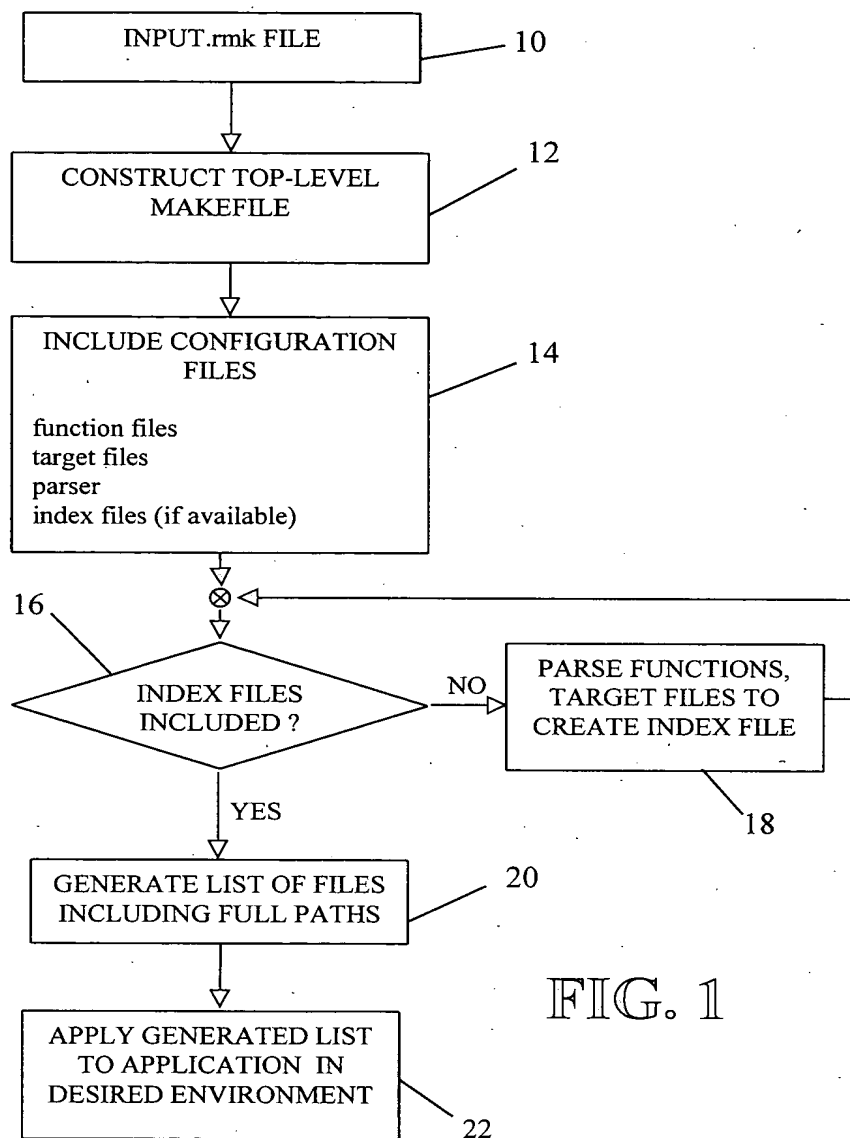 INPUT.rmk FILE
10
CONSTRUCT TOP-LEVEL
MAKEFILE
12
INCLUDE CONFIGURATION
FILES
14
function files
target files
parser
index files (if available)
16
INDEX FILES
INCLUDED ?
NO
PARSE FUNCTIONS,
TARGET FILES TO
CREATE INDEX FILE
18
YES
GENERATE LIST OF FILES
INCLUDING FULL PATHS
20
FIG. 1
APPLY GENERATED LIST
TO APPLICATION IN
DESIRED ENVIRONMENT
22